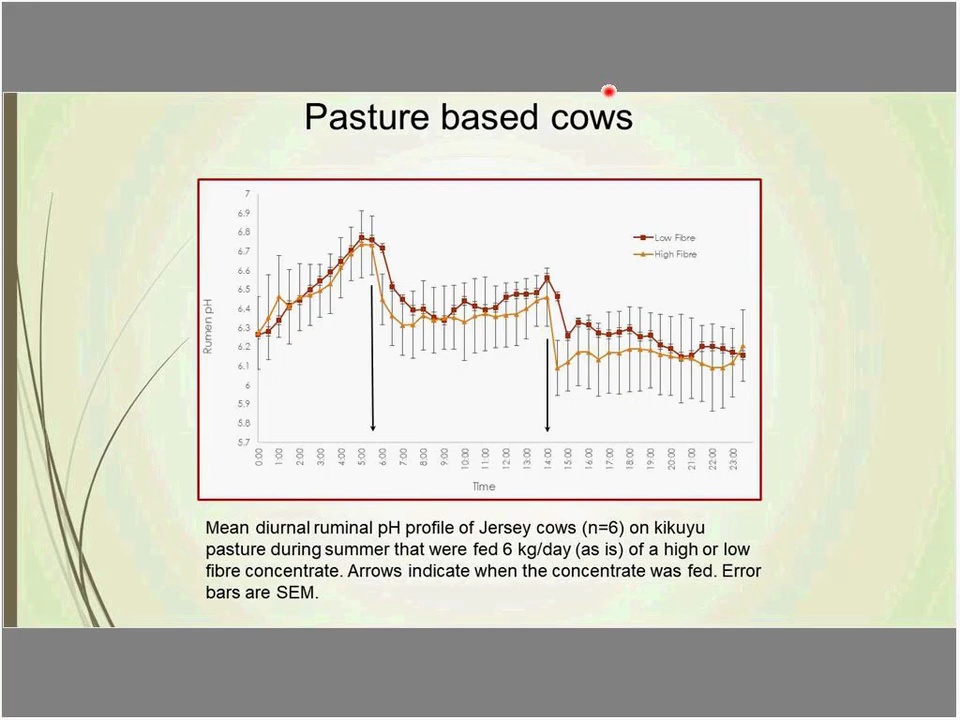 Pasture based cows
7
6.9
6.8
6.7
6.6
6.5
6.4
6.3
6.2
6.1
6
5.9
5.8
5.7
Rumen pH
Low Fibre
High Fibre
0:00 1:00 2:00 3:00 4:00 5:00 6:00 7:00 8:00 9:00 10:00 11:00 12:00 13:00 14:00 15:00 16:00 17:00 18:00 19:00 20:00 21:00 22:00 23:00
Time
Mean diurnal ruminal pH profile of Jersey cows (n=6) on kikuyu
pasture during summer that were fed 6 kg/day (as is) of a high or low
fibre concentrate. Arrows indicate when the concentrate was fed. Error
bars are SEM.